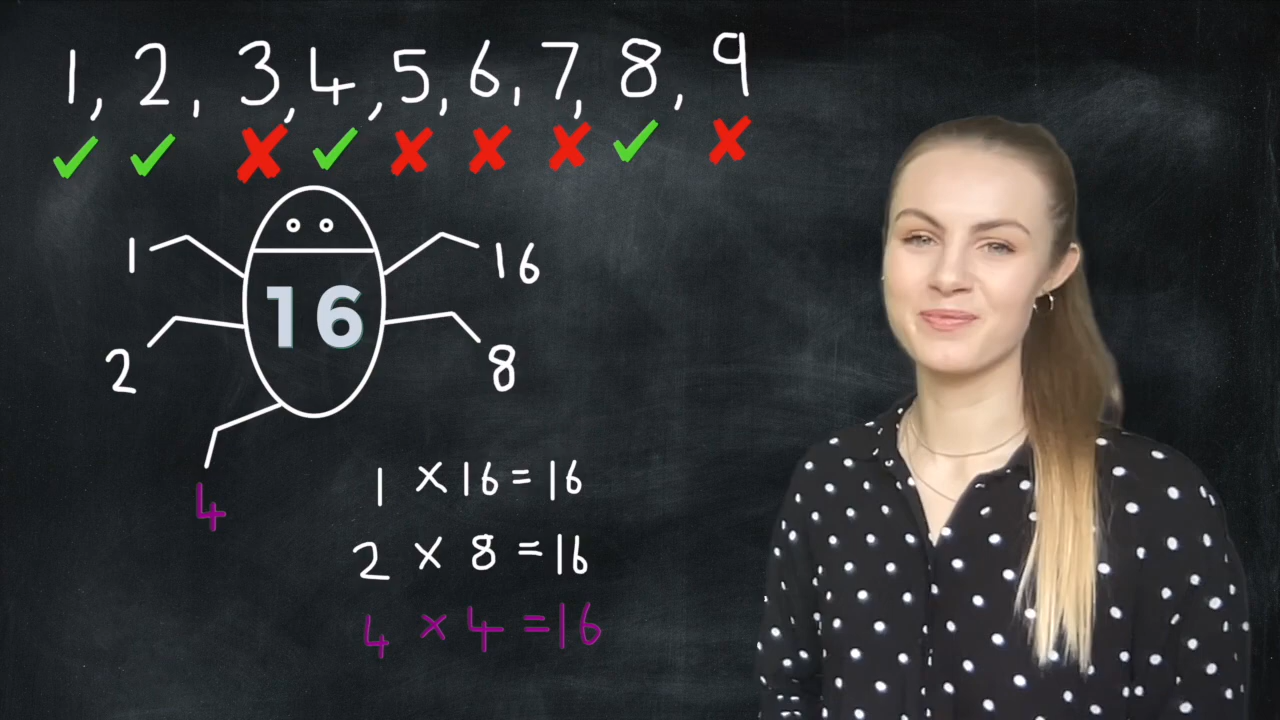 1, 2, 3, 4, 5, 6, 7, 8, 9
1
16
16
2
8
4
1 × 16 = 16
2 × 8 = 16
4 × 4 = 16